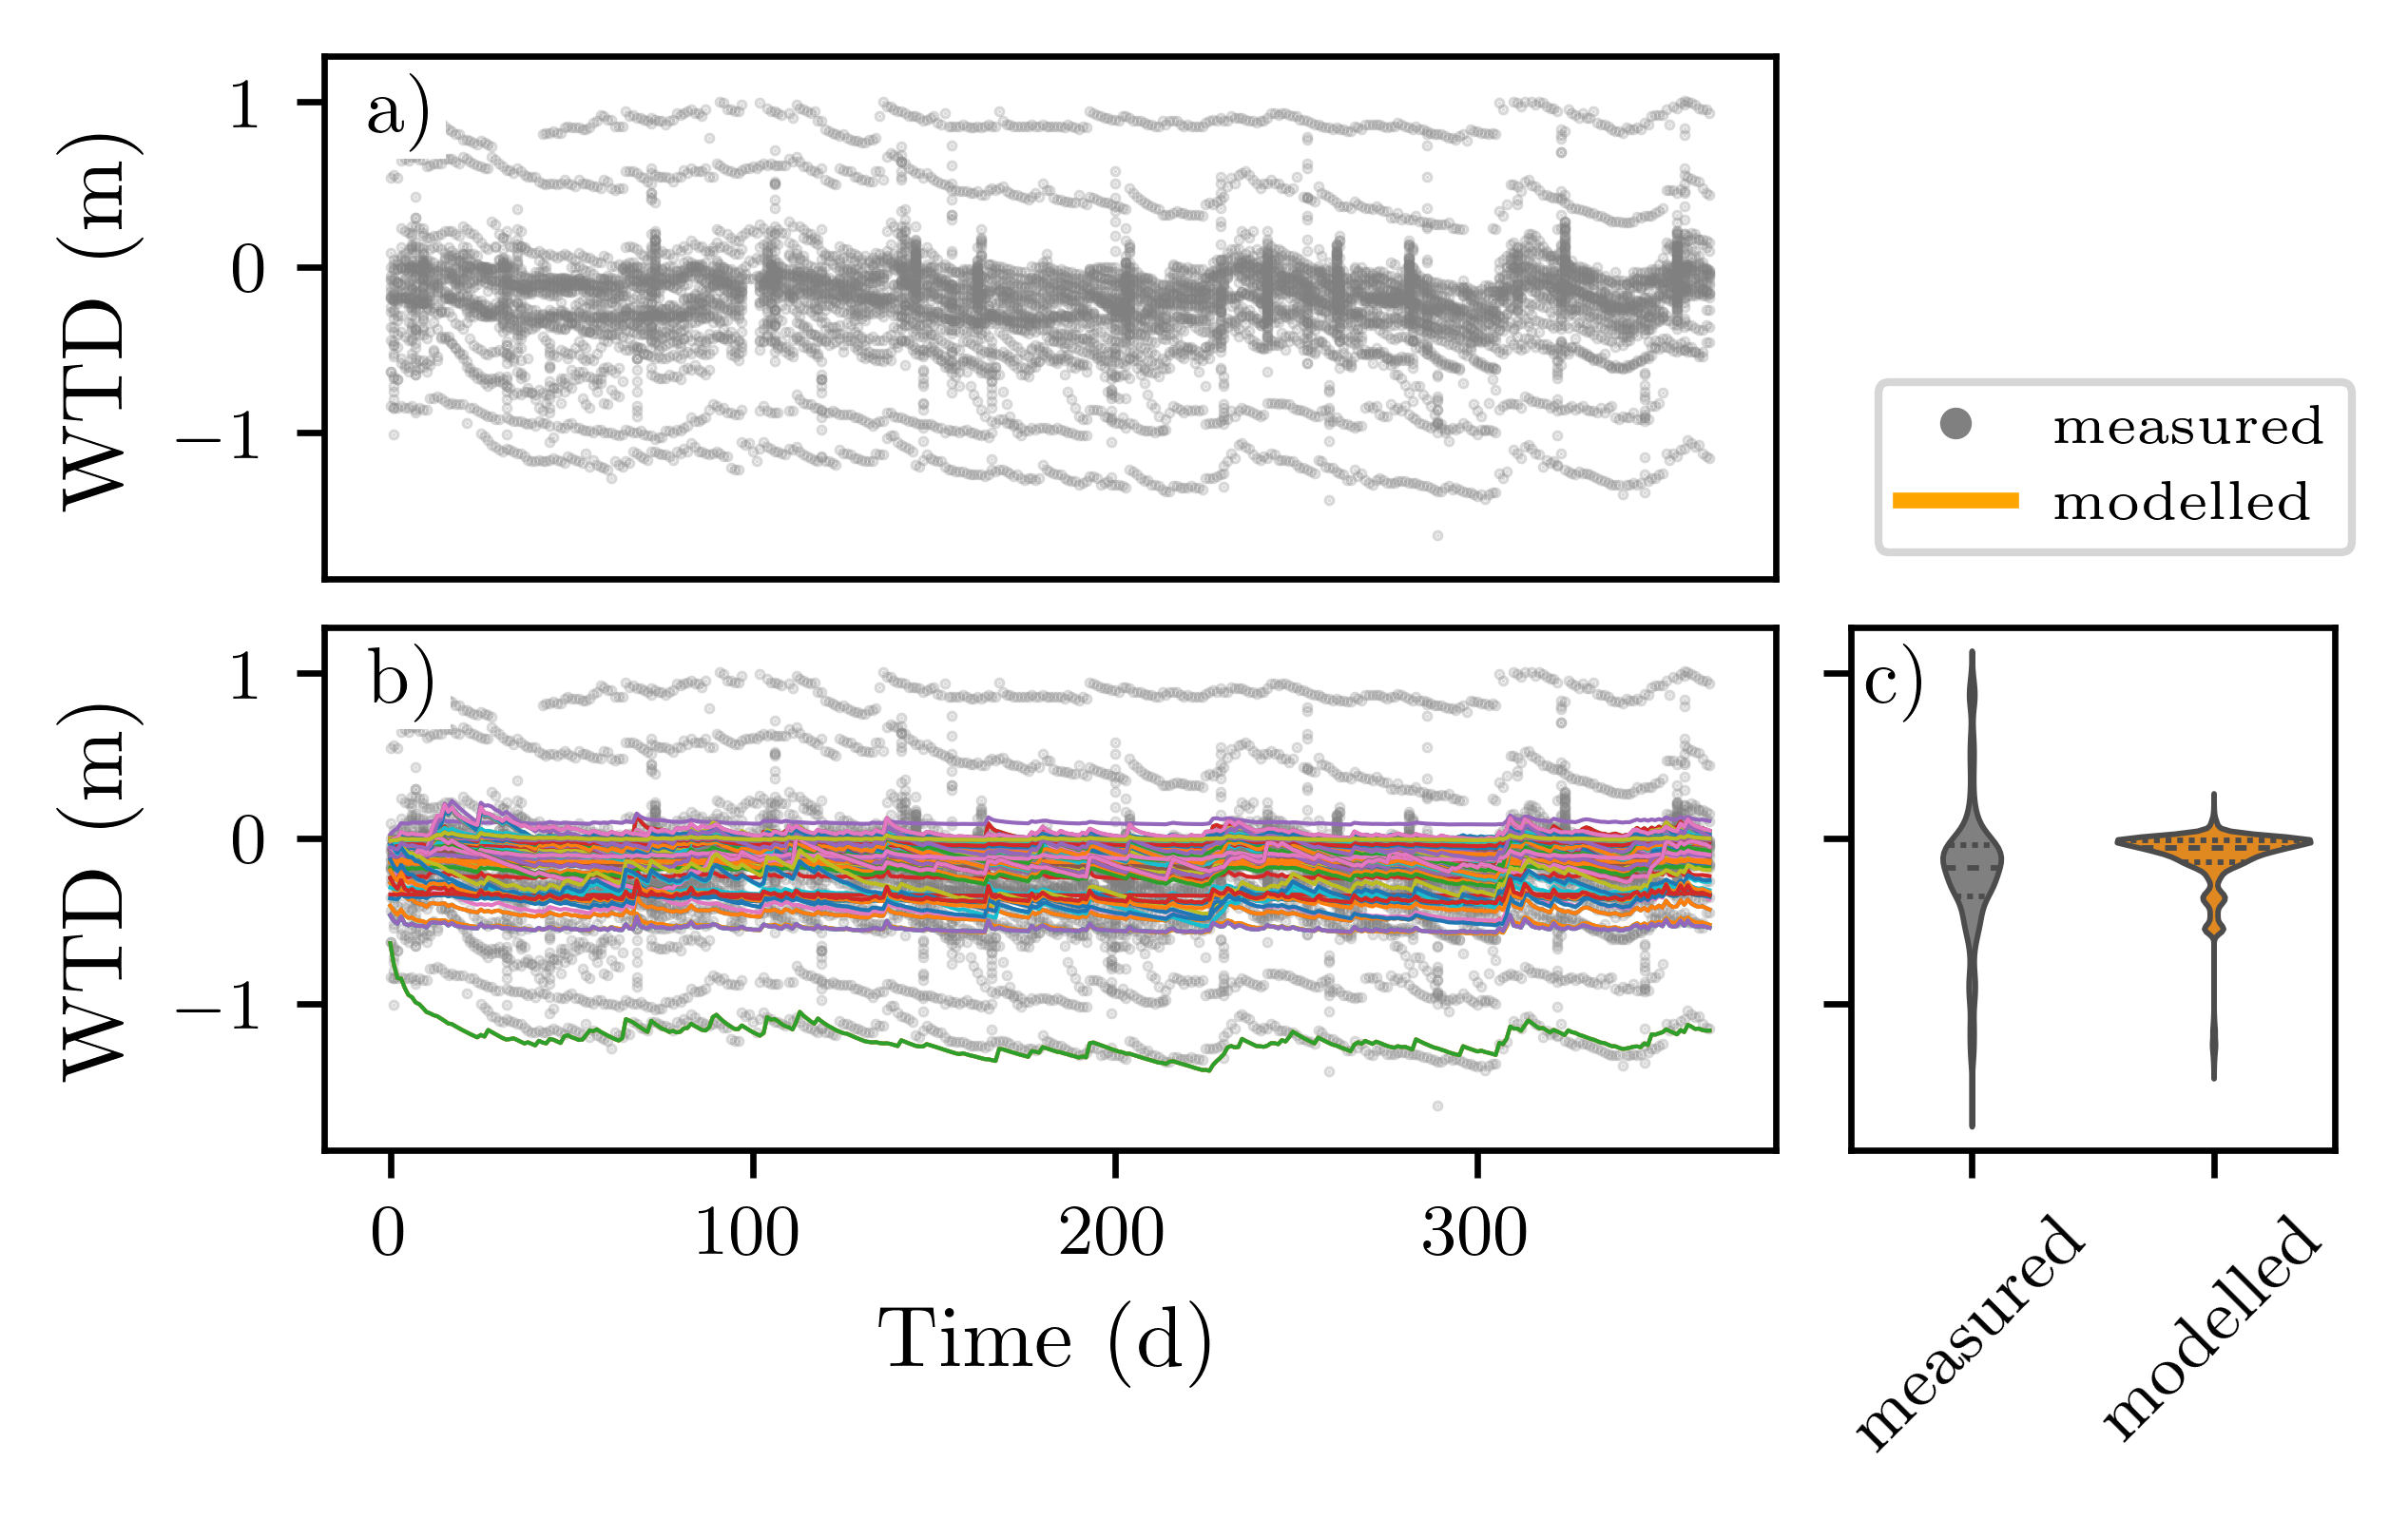 a)
1
0
−1
WTD (m)
measured
modelled
b)
1
0
−1
WTD (m)
0 100 200 300
Time (d)
c)
measured
modelled